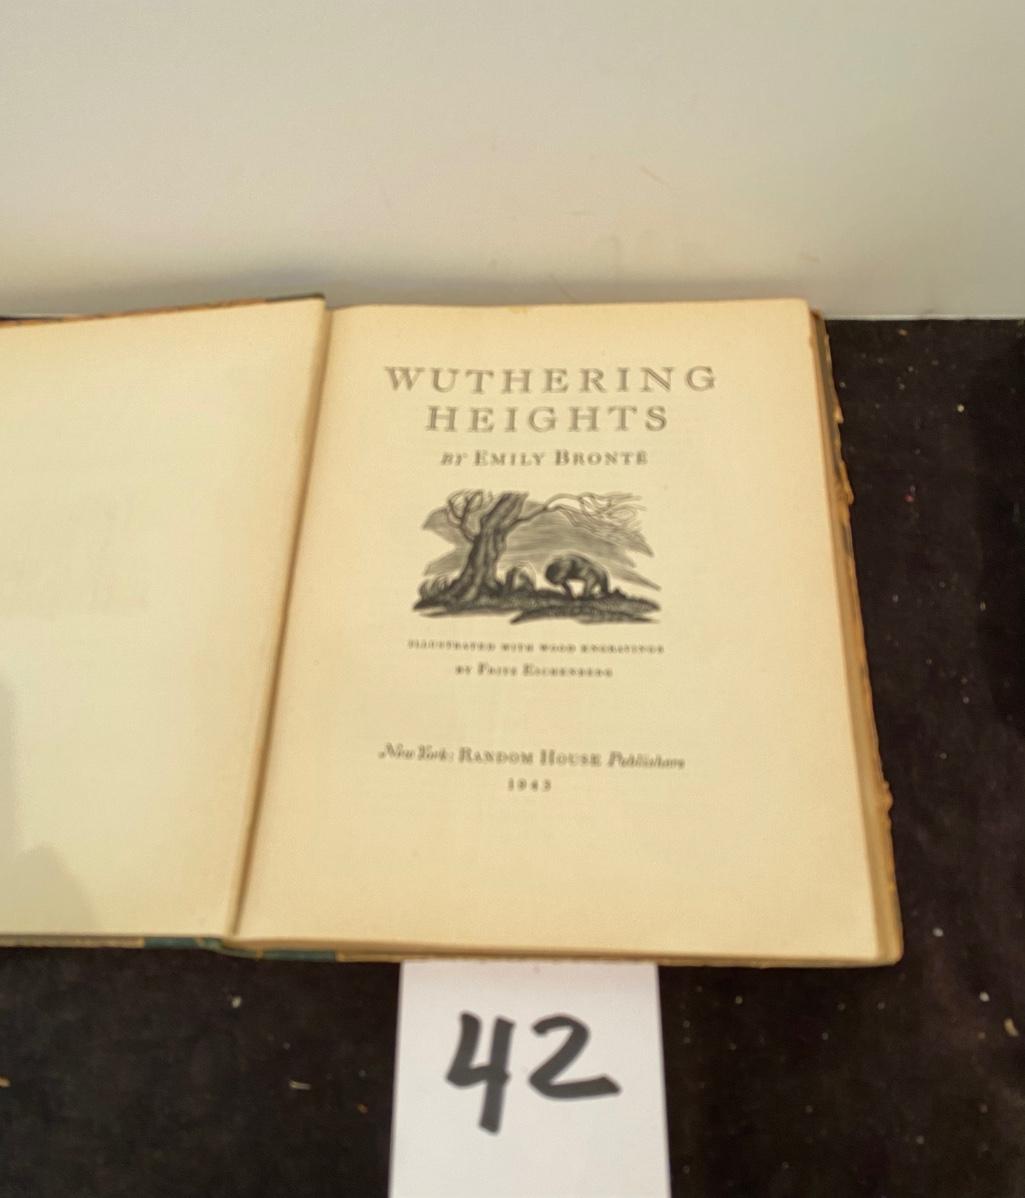 WUTHERING
HEIGHTS
BY EMILY BRONTË
ILLUSTRATED WITH WOOD ENGRAVINGS
BY FRITZ EICHENBERG
New York: RANDOM HOUSE Publishers
1943
42